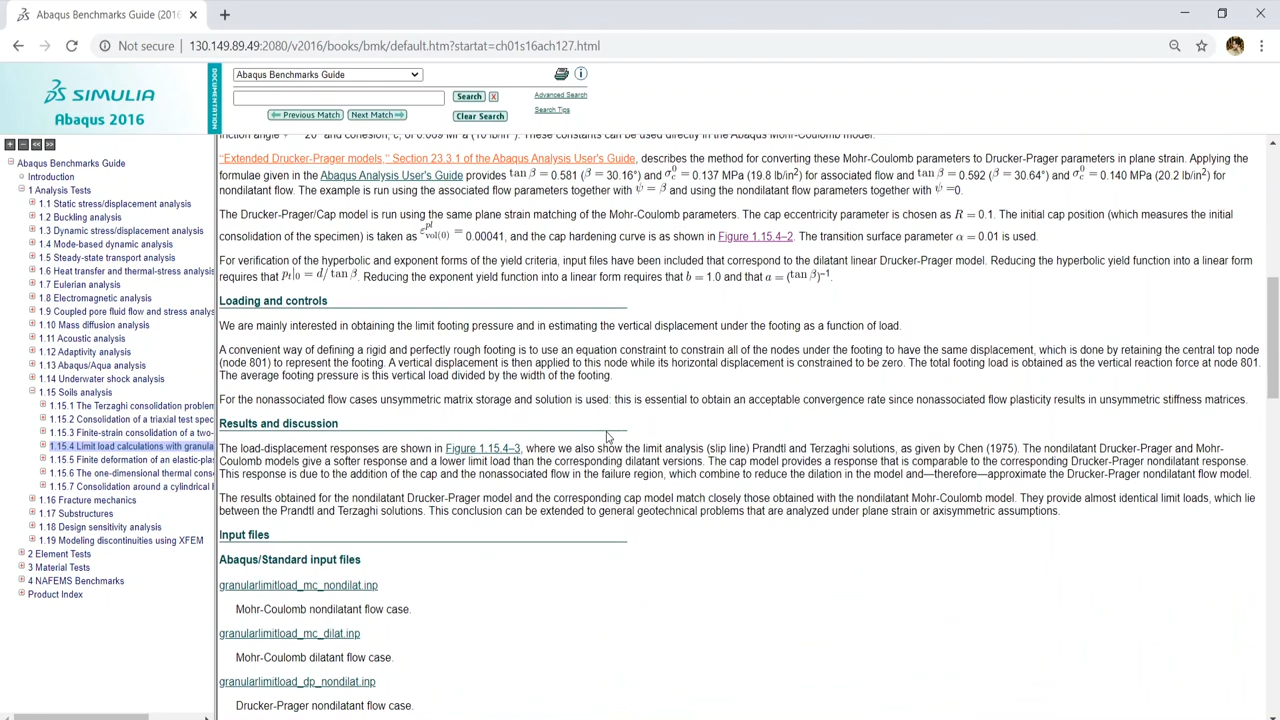 Abaqus Benchmarks Guide (2016
Not secure | 130.149.89.49:2080/v2016/books/bmk/default.htm?startat=ch01s16ach127.html
SIMULIA
Abaqus 2016
DOCUMENTATION
Abaqus Benchmarks Guide
Search
Advanced Search
Search Tips
Previous Match
Next Match
Clear Search
Abaqus Benchmarks Guide
Introduction
1 Analysis Tests
1.1 Static stress/displacement analysis
1.2 Buckling analysis
1.3 Dynamic stress/displacement analysis
1.4 Mode-based dynamic analysis
1.5 Steady-state transport analysis
1.6 Heat transfer and thermal-stress analysis
1.7 Eulerian analysis
1.8 Electromagnetic analysis
1.9 Coupled pore fluid flow and stress analys
1.10 Mass diffusion analysis
1.11 Acoustic analysis
1.12 Adaptivity analysis
1.13 Abaqus/Aqua analysis
1.14 Underwater shock analysis
1.15 Soils analysis
1.15.1 The Terzaghi consolidation problem
1.15.2 Consolidation of a triaxial test spec
1.15.3 Finite-strain consolidation of a two-
1.15.4 Limit load calculations with granula
1.15.5 Finite deformation of an elastic-plas
1.15.6 The one-dimensional thermal cons
1.15.7 Consolidation around a cylindrical h
1.16 Fracture mechanics
1.17 Substructures
1.18 Design sensitivity analysis
1.19 Modeling discontinuities using XFEM
2 Element Tests
3 Material Tests
4 NAFEMS Benchmarks
Product Index
friction angle = 20° and cohesion, c, of 0.069 MPa (10 lb/in²). These constants can be used directly in the Abaqus Mohr-Coulomb model.
"Extended Drucker-Prager models," Section 23.3.1 of the Abaqus Analysis User's Guide, describes the method for converting these Mohr-Coulomb parameters to Drucker-Prager parameters in plane strain. Applying the
formulae given in the Abaqus Analysis User's Guide provides tan β = 0.581 (β = 30.16°) and σ_c^0 = 0.137 MPa (19.8 lb/in²) for associated flow and tan β = 0.592 (β = 30.64°) and σ_c^0 = 0.140 MPa (20.2 lb/in²) for
nondilatant flow. The example is run using the associated flow parameters together with ψ = β and using the nondilatant flow parameters together with ψ =0.
The Drucker-Prager/Cap model is run using the same plane strain matching of the Mohr-Coulomb parameters. The cap eccentricity parameter is chosen as R = 0.1. The initial cap position (which measures the initial
consolidation of the specimen) is taken as ε_vol(0)^pl = 0.00041, and the cap hardening curve is as shown in Figure 1.15.4–2. The transition surface parameter α = 0.01 is used.
For verification of the hyperbolic and exponent forms of the yield criteria, input files have been included that correspond to the dilatant linear Drucker-Prager model. Reducing the hyperbolic yield function into a linear form
requires that p_t|_0 = d/ tan β. Reducing the exponent yield function into a linear form requires that b = 1.0 and that a = (tan β)⁻¹.
Loading and controls
We are mainly interested in obtaining the limit footing pressure and in estimating the vertical displacement under the footing as a function of load.
A convenient way of defining a rigid and perfectly rough footing is to use an equation constraint to constrain all of the nodes under the footing to have the same displacement, which is done by retaining the central top node
(node 801) to represent the footing. A vertical displacement is then applied to this node while its horizontal displacement is constrained to be zero. The total footing load is obtained as the vertical reaction force at node 801.
The average footing pressure is this vertical load divided by the width of the footing.
For the nonassociated flow cases unsymmetric matrix storage and solution is used: this is essential to obtain an acceptable convergence rate since nonassociated flow plasticity results in unsymmetric stiffness matrices.
Results and discussion
The load-displacement responses are shown in Figure 1.15.4–3, where we also show the limit analysis (slip line) Prandtl and Terzaghi solutions, as given by Chen (1975). The nondilatant Drucker-Prager and Mohr-
Coulomb models give a softer response and a lower limit load than the corresponding dilatant versions. The cap model provides a response that is comparable to the corresponding Drucker-Prager nondilatant response.
This response is due to the addition of the cap and the nonassociated flow in the failure region, which combine to reduce the dilation in the model and—therefore—approximate the Drucker-Prager nondilatant flow model.
The results obtained for the nondilatant Drucker-Prager model and the corresponding cap model match closely those obtained with the nondilatant Mohr-Coulomb model. They provide almost identical limit loads, which lie
between the Prandtl and Terzaghi solutions. This conclusion can be extended to general geotechnical problems that are analyzed under plane strain or axisymmetric assumptions.
Input files
Abaqus/Standard input files
granularlimitload_mc_nondilat.inp
Mohr-Coulomb nondilatant flow case.
granularlimitload_mc_dilat.inp
Mohr-Coulomb dilatant flow case.
granularlimitload_dp_nondilat.inp
Drucker-Prager nondilatant flow case.